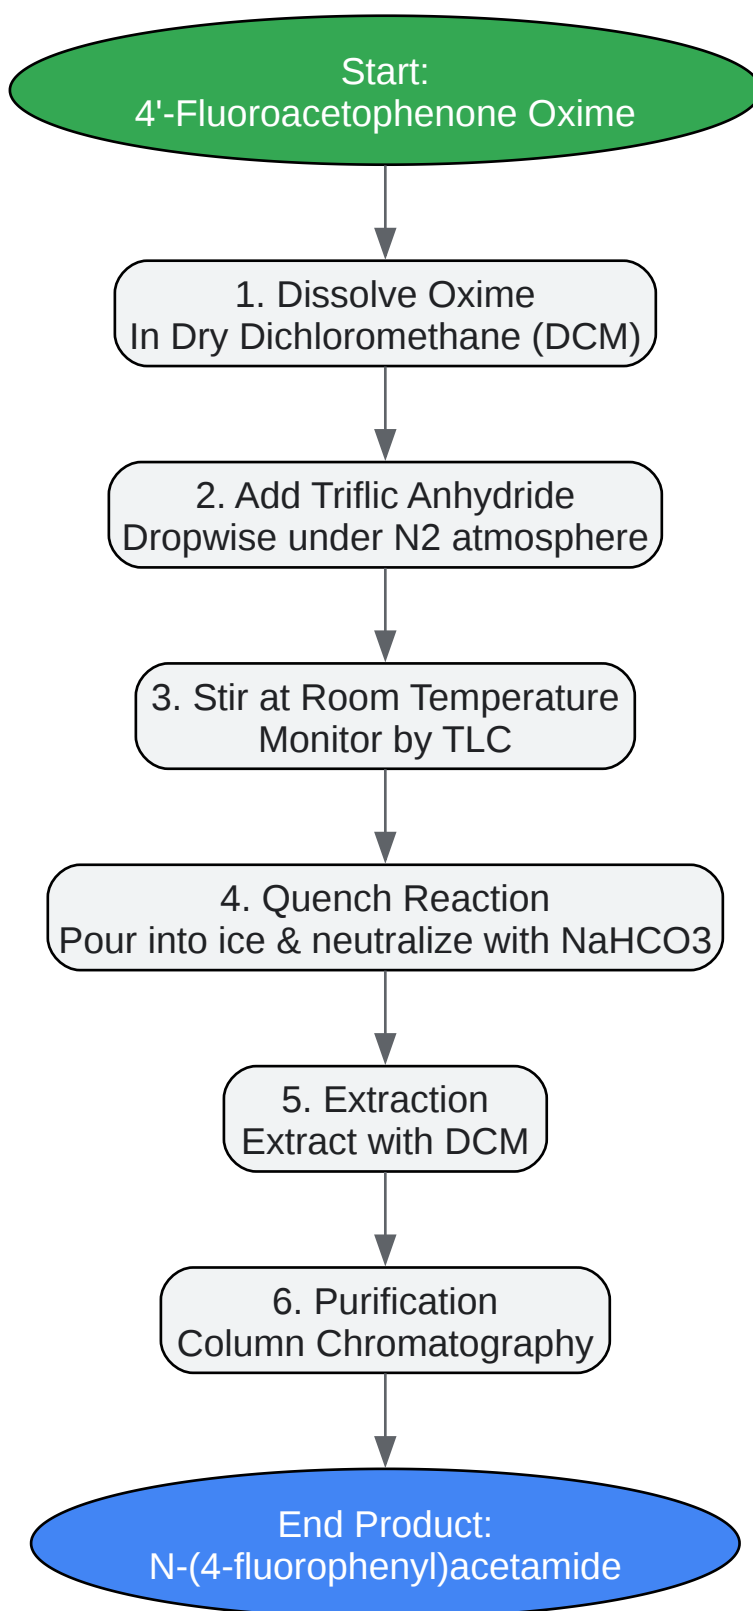 Start:
4'-Fluoroacetophenone Oxime
1. Dissolve Oxime
In Dry Dichloromethane (DCM)
2. Add Triflic Anhydride
Dropwise under N2 atmosphere
3. Stir at Room Temperature
Monitor by TLC
4. Quench Reaction
Pour into ice & neutralize with NaHCO3
5. Extraction
Extract with DCM
6. Purification
Column Chromatography
End Product:
N-(4-fluorophenyl)acetamide